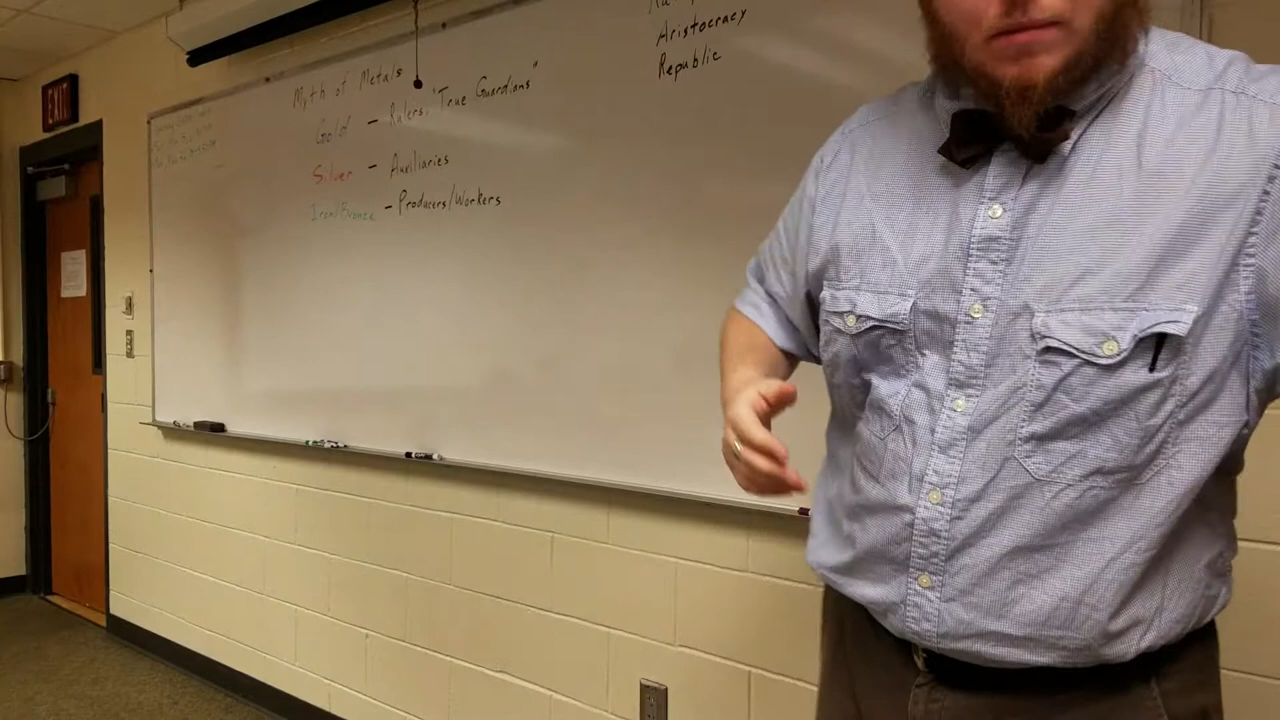 EXIT
Myth of Metals
Gold – Rulers, "True Guardians"
Silver – Auxiliaries
Iron/Bronze – Producers/Workers
Aristocracy
Republic